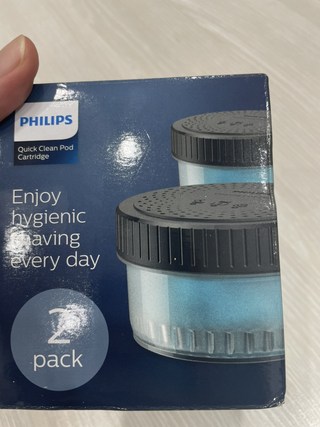 PHILIPS
Quick Clean Pod
Cartridge
Enjoy
hygienic
shaving
every day
2
pack